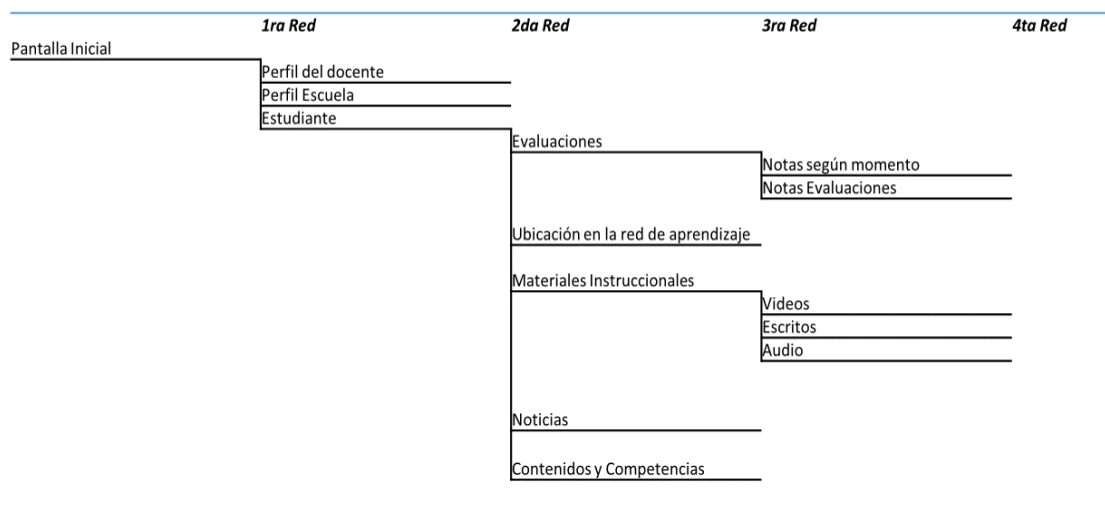 1ra Red 2da Red 3ra Red 4ta Red
Pantalla Inicial
Perfil del docente
Perfil Escuela
Estudiante
Evaluaciones
Notas según momento
Notas Evaluaciones
Ubicación en la red de aprendizaje
Materiales Instruccionales
Videos
Escritos
Audio
Noticias
Contenidos y Competencias